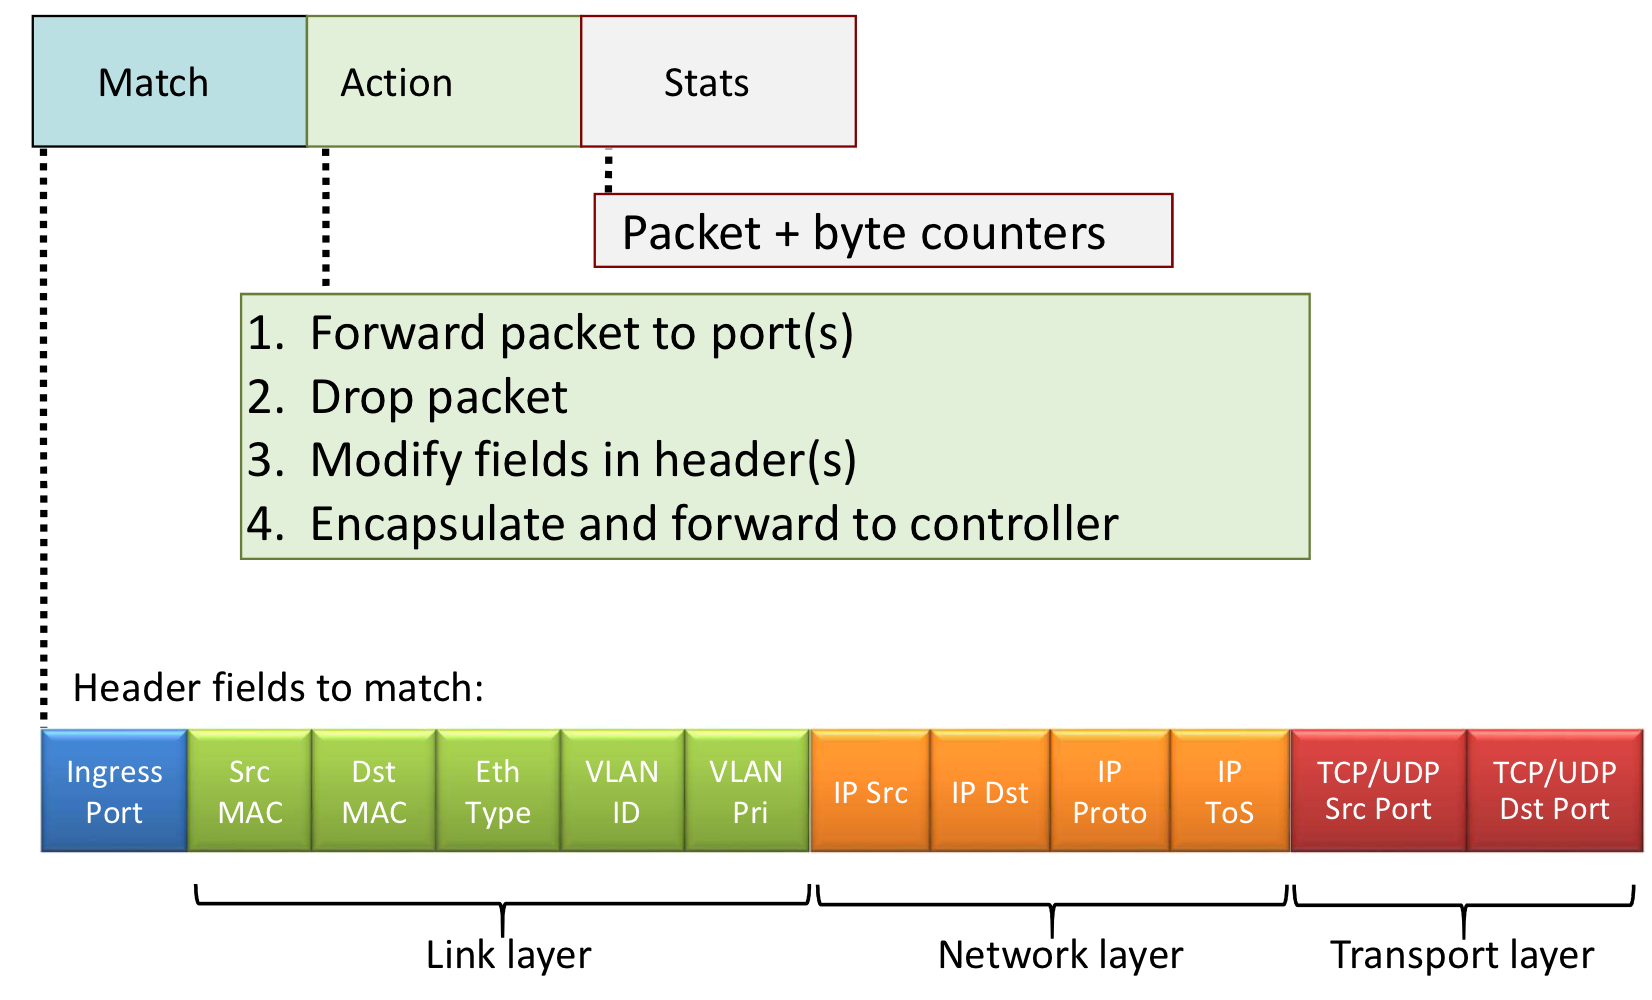 Match Action Stats
Packet + byte counters
1. Forward packet to port(s)
2. Drop packet
3. Modify fields in header(s)
4. Encapsulate and forward to controller
Header fields to match:
Ingress
Port
Src
MAC
Dst
MAC
Eth
Type
VLAN
ID
VLAN
Pri
IP Src
IP Dst
IP
Proto
IP
ToS
TCP/UDP
Src Port
TCP/UDP
Dst Port
Link layer
Network layer
Transport layer